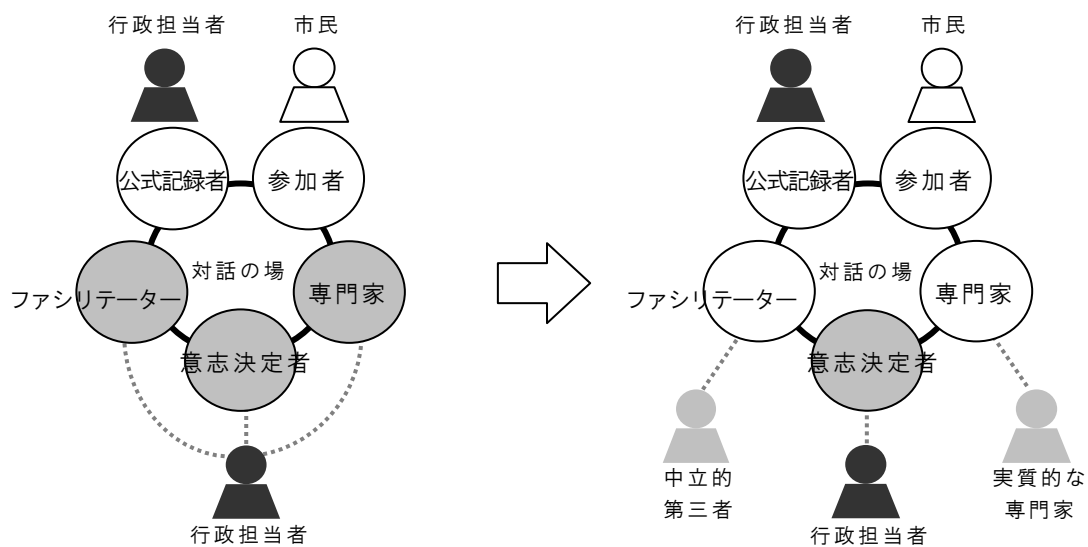 行政担当者
市民
公式記録者
参加者
対話の場
ファシリテーター
専門家
意志決定者
行政担当者
行政担当者
市民
公式記録者
参加者
対話の場
ファシリテーター
専門家
意志決定者
中立的
第三者
行政担当者
実質的な
専門家